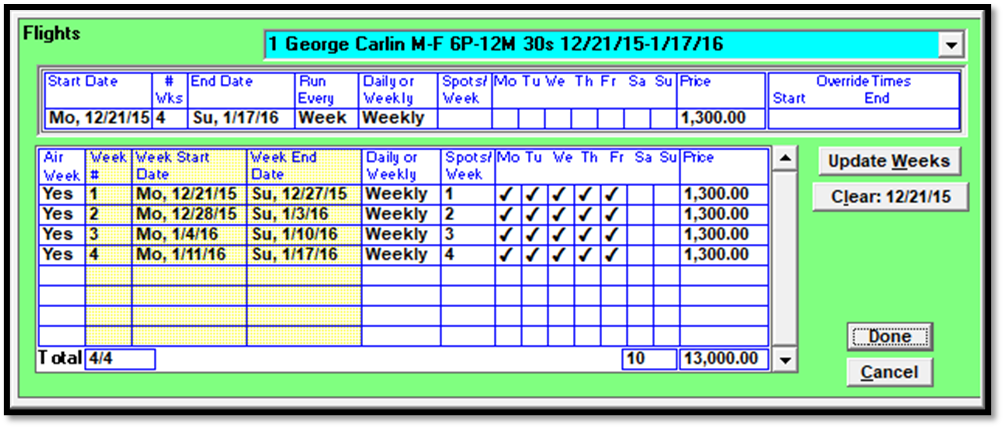 Flights
1 George Carlin M-F 6P-12M 30s 12/21/15-1/17/16
Start Date # Wks End Date Run Every Daily or Weekly Spots/ Week Mo Tu We Th Fr Sa Su Price Override Times Start End
Mo, 12/21/15 4 Su, 1/17/16 Week Weekly 1,300.00
Air Week Week # Week Start Date Week End Date Daily or Weekly Spots/ Week Mo Tu We Th Fr Sa Su Price
Yes 1 Mo, 12/21/15 Su, 12/27/15 Weekly 1 ✓ ✓ ✓ ✓ ✓ 1,300.00
Yes 2 Mo, 12/28/15 Su, 1/3/16 Weekly 2 ✓ ✓ ✓ ✓ ✓ 1,300.00
Yes 3 Mo, 1/4/16 Su, 1/10/16 Weekly 3 ✓ ✓ ✓ ✓ ✓ 1,300.00
Yes 4 Mo, 1/11/16 Su, 1/17/16 Weekly 4 ✓ ✓ ✓ ✓ ✓ 1,300.00
Total 4/4 10 13,000.00
Update Weeks
Clear: 12/21/15
Done
Cancel